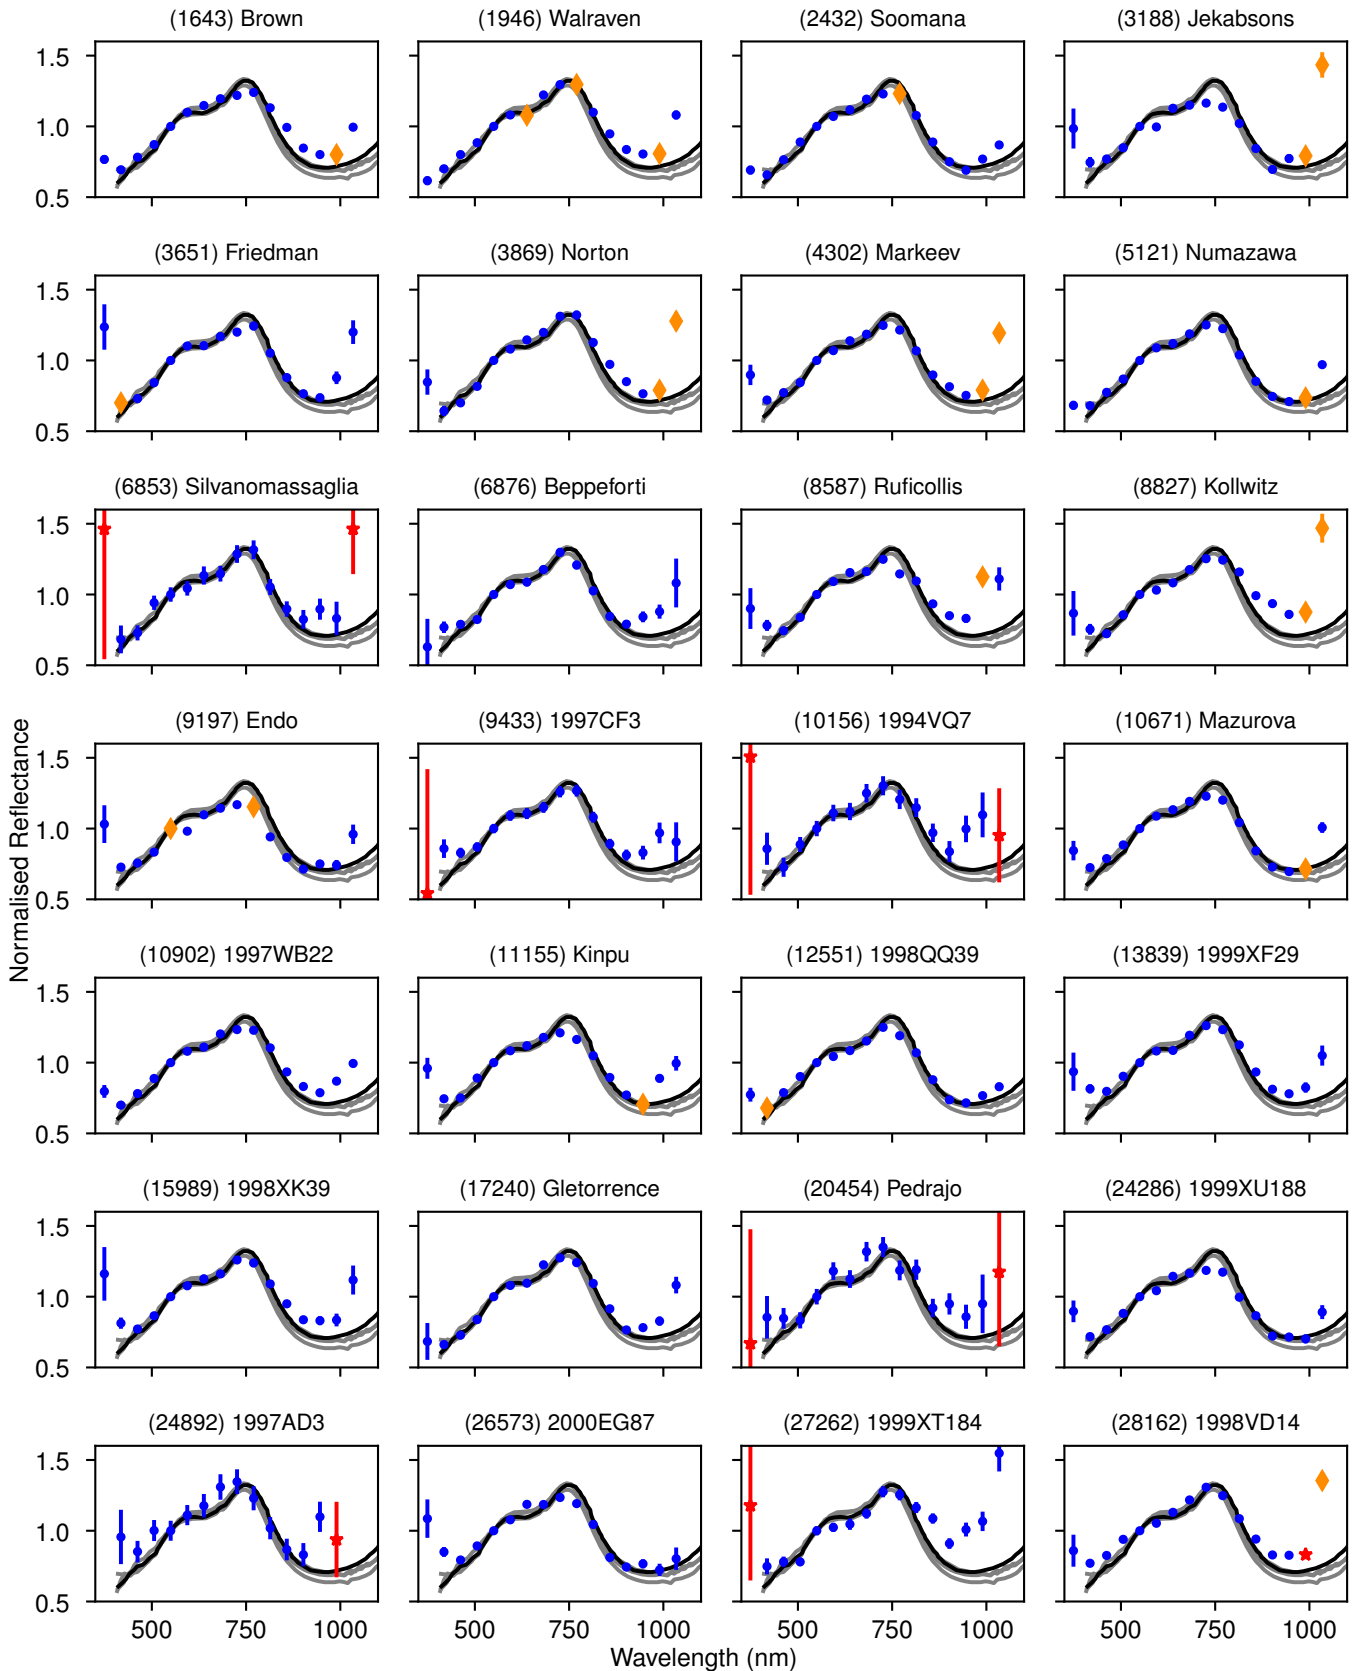 (1643) Brown
(1946) Walraven
(2432) Soomana
(3188) Jekabsons
1.5
1.0
0.5
(3651) Friedman
(3869) Norton
(4302) Markeev
(5121) Numazawa
1.5
1.0
0.5
(6853) Silvanomassaglia
(6876) Beppeforti
(8587) Ruficollis
(8827) Kollwitz
1.5
1.0
0.5
(9197) Endo
(9433) 1997CF3
(10156) 1994VQ7
(10671) Mazurova
1.5
1.0
0.5
Normalised Reflectance
(10902) 1997WB22
(11155) Kinpu
(12551) 1998QQ39
(13839) 1999XF29
1.5
1.0
0.5
(15989) 1998XK39
(17240) Gletorrence
(20454) Pedrajo
(24286) 1999XU188
1.5
1.0
0.5
(24892) 1997AD3
(26573) 2000EG87
(27262) 1999XT184
(28162) 1998VD14
1.5
1.0
0.5
500 750 1000
500 750 1000
500 750 1000
500 750 1000
Wavelength (nm)